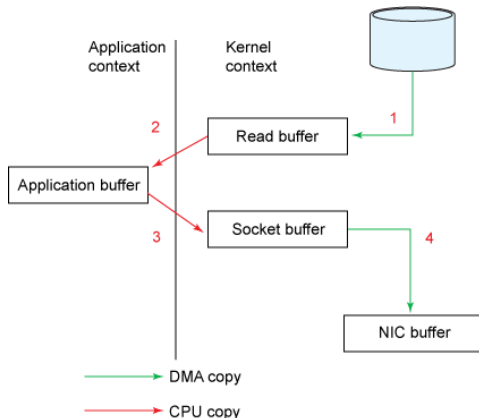 Application
context
Kernel
context
1
2
Read buffer
Application buffer
3
Socket buffer
4
NIC buffer
DMA copy
CPU copy